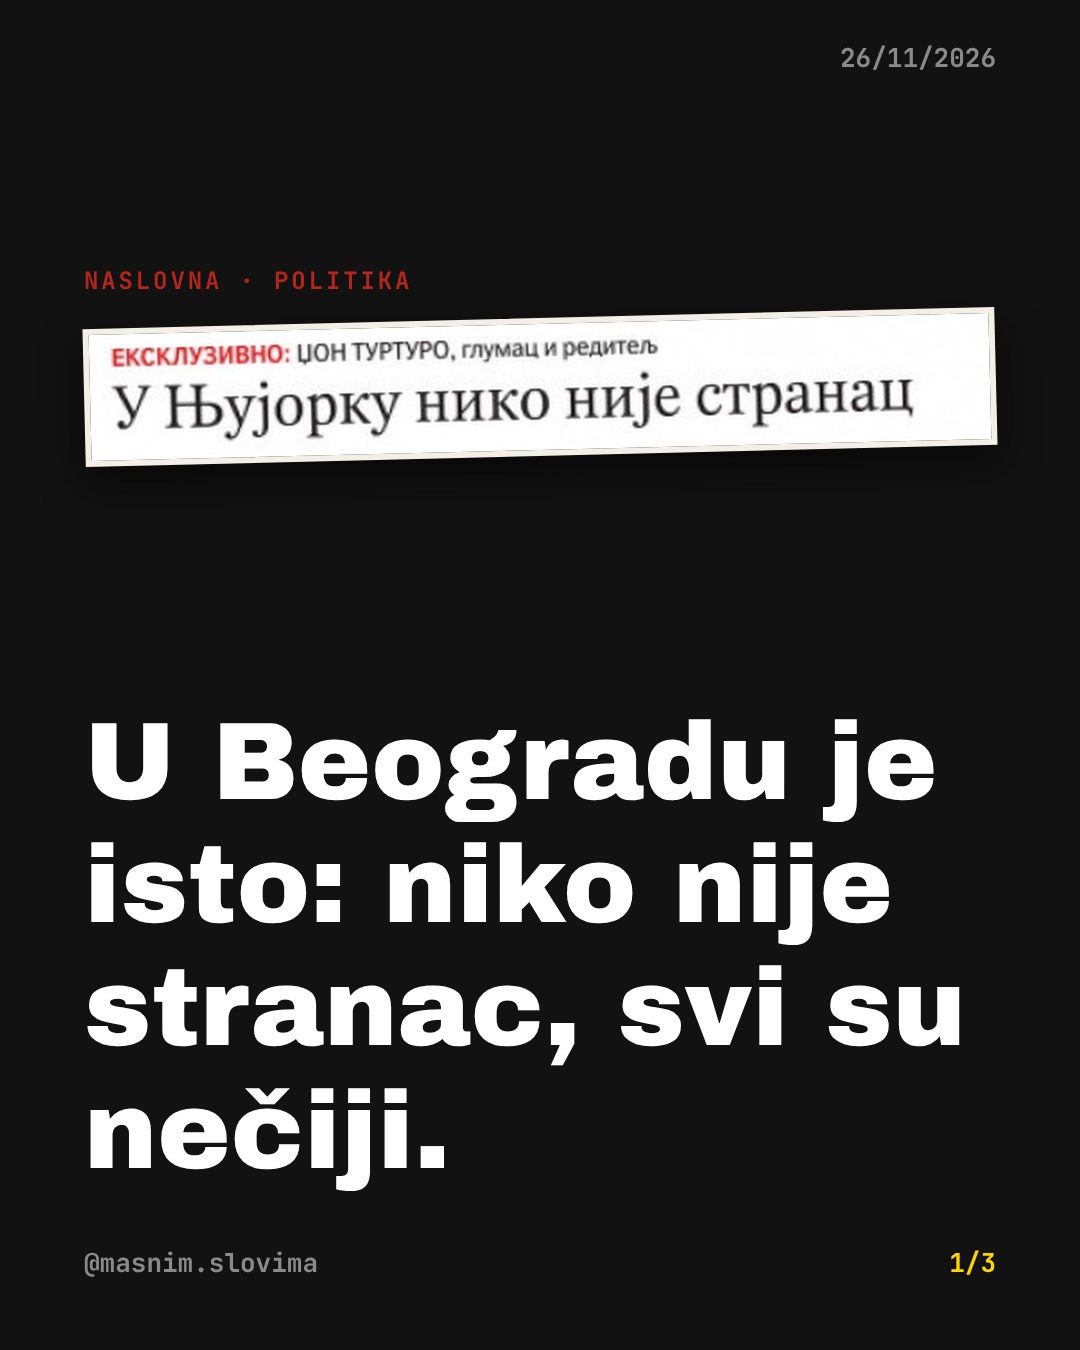 26/11/2026
NASLOVNA · POLITIKA
ЕКСКЛУЗИВНО: ЏОН ТУРТУРО, глумац и редитељ
У Њујорку нико није странац
U Beogradu je
isto: niko nije
stranac, svi su
nečiji.
@masnim.slovima
1/3